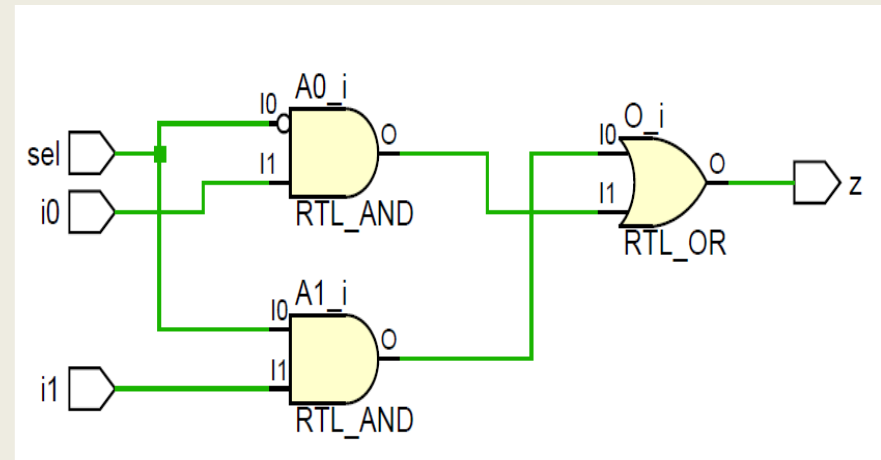 A0_i
I0
O
sel
I1
i0
RTL_AND
A1_i
I0
O
I1
i1
RTL_AND
O_i
I0
O
I1
z
RTL_OR